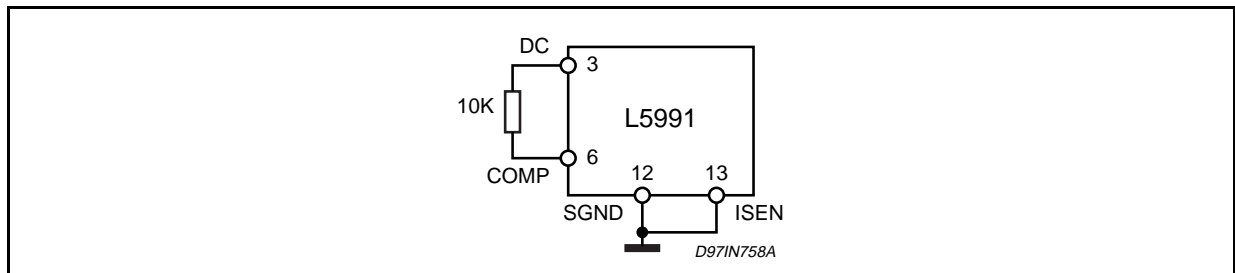 DC
3
10K
L5991
6
COMP
12
13
SGND
ISEN
D97IN758A